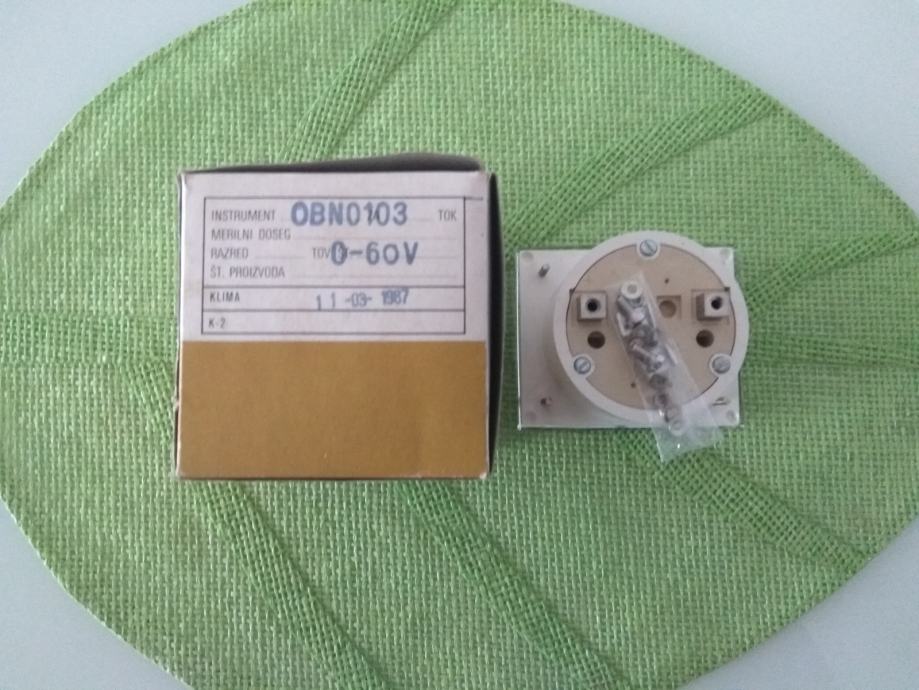 INSTRUMENT OBN0103 TOK
MERILNI DOSEG
RAZRED 0-60V
ŠT. PROIZVODA
KLIMA 11-03-1987
K-2